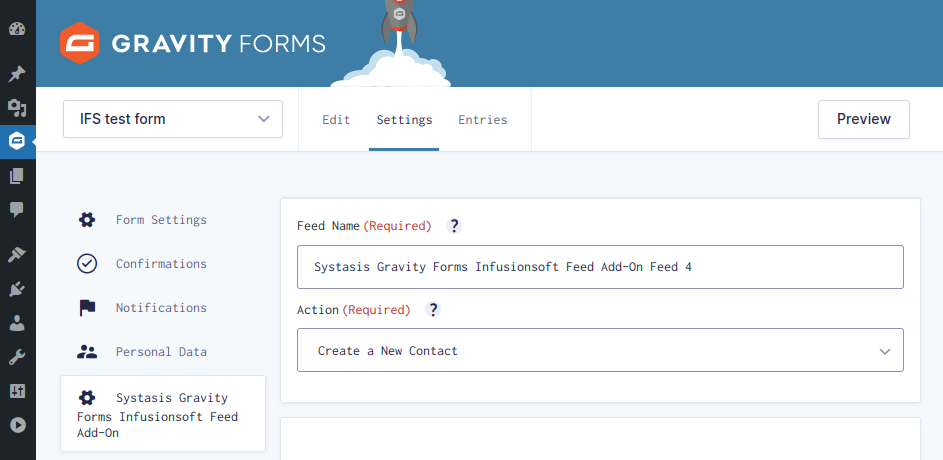 GRAVITY FORMS
IFS test form
Edit Settings Entries
Preview
Form Settings
Confirmations
Notifications
Personal Data
Systasis Gravity
Forms Infusionsoft Feed
Add-On
Feed Name (Required) ?
Systasis Gravity Forms Infusionsoft Feed Add-On Feed 4
Action (Required) ?
Create a New Contact